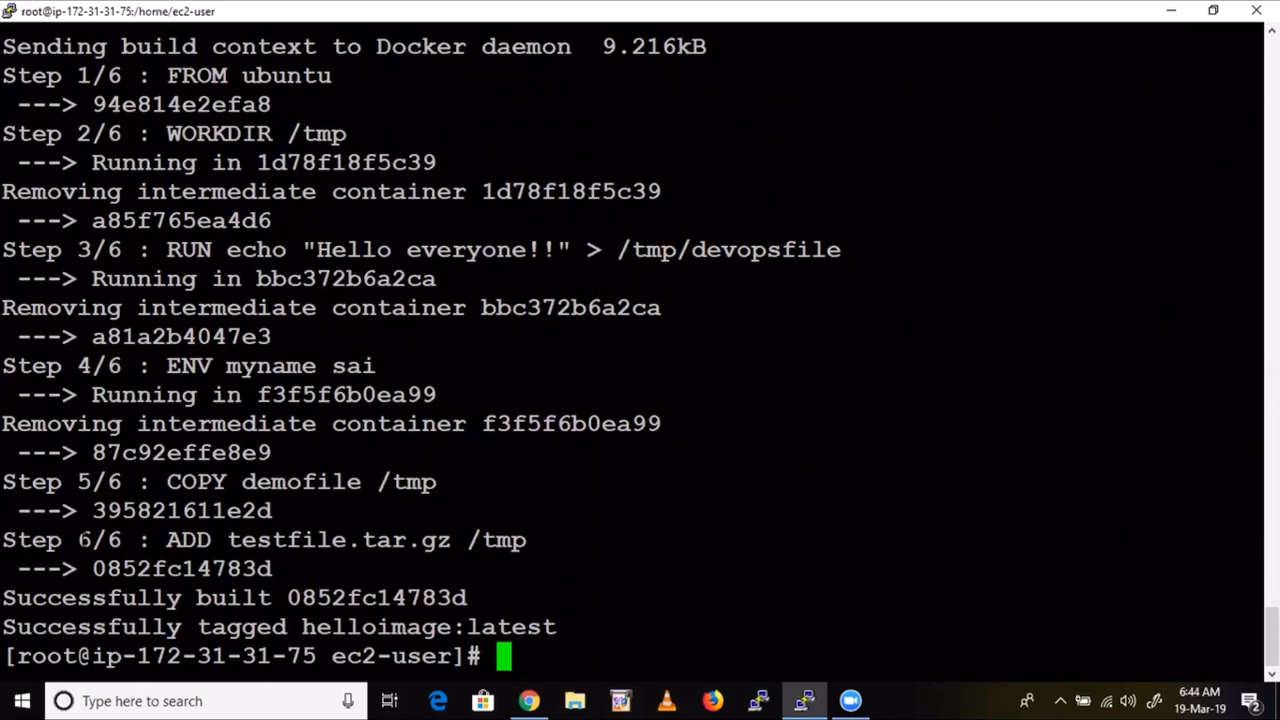 root@ip-172-31-31-75:/home/ec2-user
Sending build context to Docker daemon  9.216kB
Step 1/6 : FROM ubuntu
 ---> 94e814e2efa8
Step 2/6 : WORKDIR /tmp
 ---> Running in 1d78f18f5c39
Removing intermediate container 1d78f18f5c39
 ---> a85f765ea4d6
Step 3/6 : RUN echo "Hello everyone!!" > /tmp/devopsfile
 ---> Running in bbc372b6a2ca
Removing intermediate container bbc372b6a2ca
 ---> a81a2b4047e3
Step 4/6 : ENV myname sai
 ---> Running in f3f5f6b0ea99
Removing intermediate container f3f5f6b0ea99
 ---> 87c92effe8e9
Step 5/6 : COPY demofile /tmp
 ---> 395821611e2d
Step 6/6 : ADD testfile.tar.gz /tmp
 ---> 0852fc14783d
Successfully built 0852fc14783d
Successfully tagged helloimage:latest
[root@ip-172-31-31-75 ec2-user]#
Type here to search
6:44 AM
19-Mar-19
2